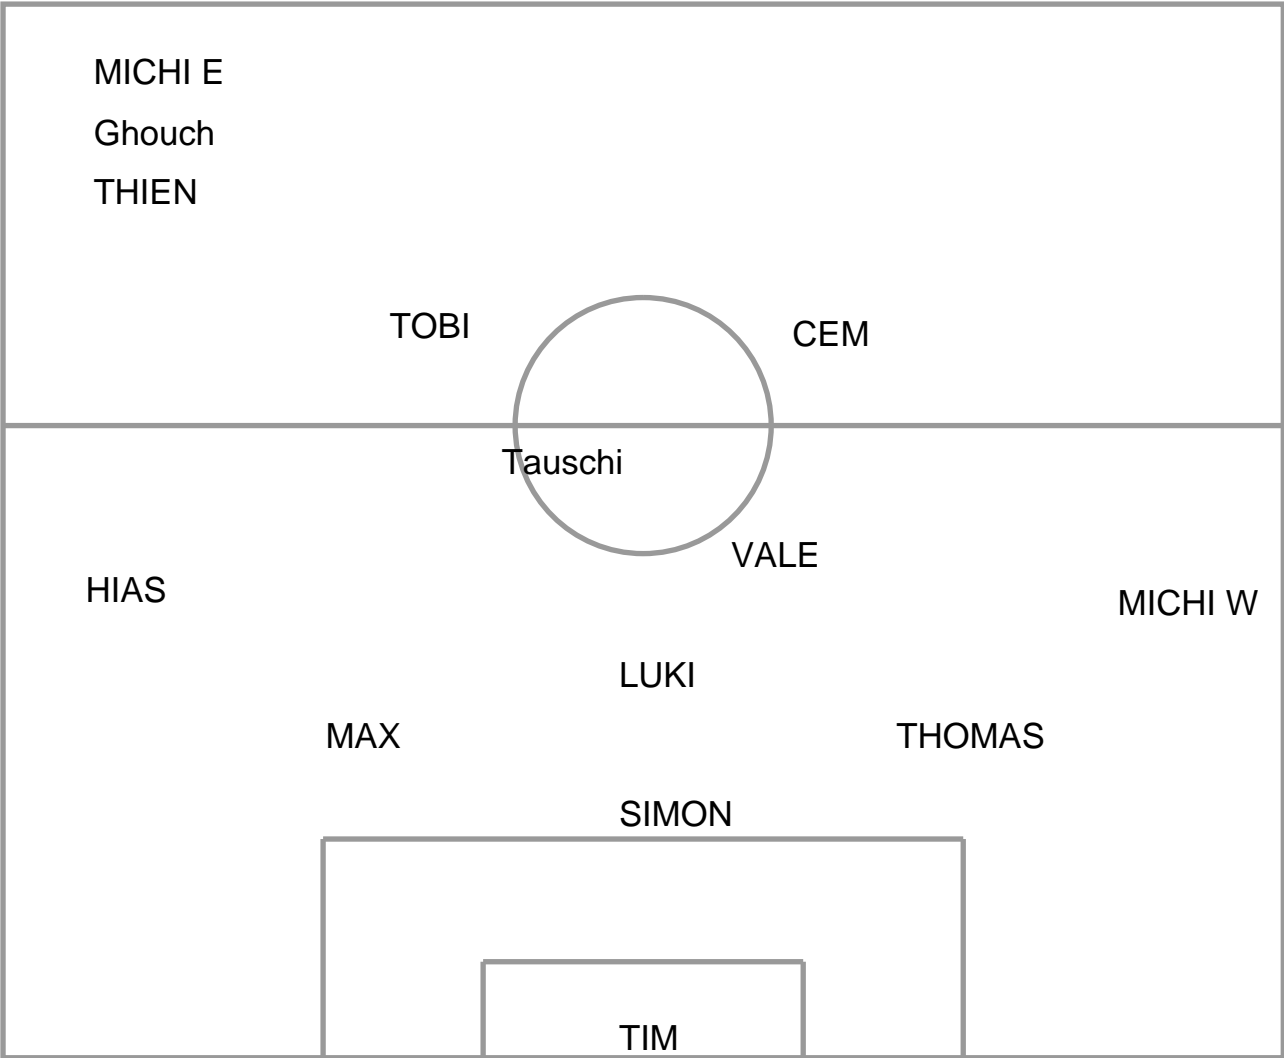 MICHI E
Ghouch
THIEN
TOBI
CEM
Tauschi
VALE
HIAS
MICHI W
LUKI
MAX
THOMAS
SIMON
TIM